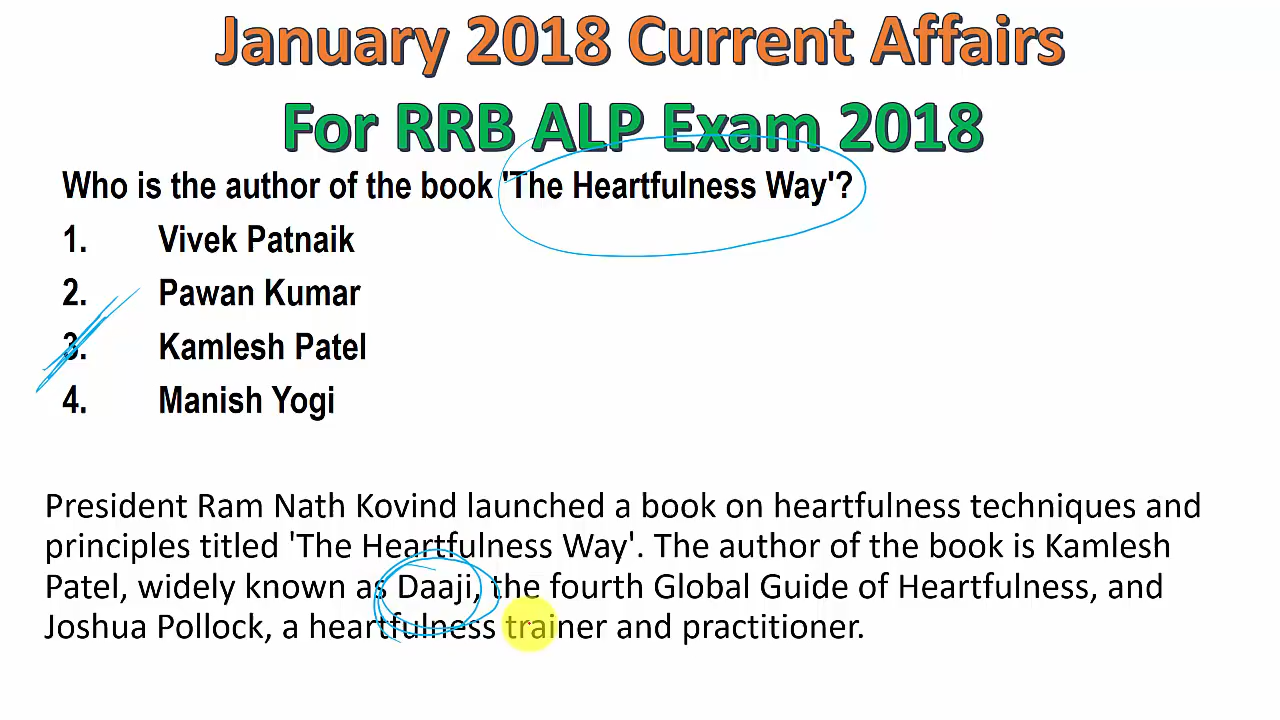 January 2018 Current Affairs
For RRB ALP Exam 2018
Who is the author of the book 'The Heartfulness Way'?
1. Vivek Patnaik
2. Pawan Kumar
3. Kamlesh Patel
4. Manish Yogi
President Ram Nath Kovind launched a book on heartfulness techniques and
principles titled 'The Heartfulness Way'. The author of the book is Kamlesh
Patel, widely known as Daaji, the fourth Global Guide of Heartfulness, and
Joshua Pollock, a heartfulness trainer and practitioner.